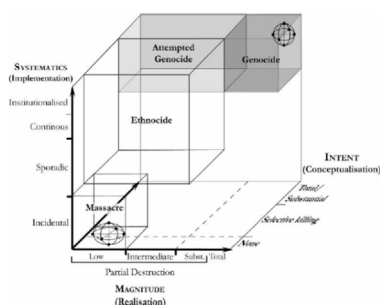 Attempted
Genocide
Genocide
SYSTEMATICS
(Implementation)
Institutionalised
Continous
Ethnocide
Sporadic
INTENT
(Conceptualisation)
Total/
Substantial
Massacre
Selective killing
Incidental
None
Low
Intermediate
Subst.
Total
Partial Destruction
MAGNITUDE
(Realisation)